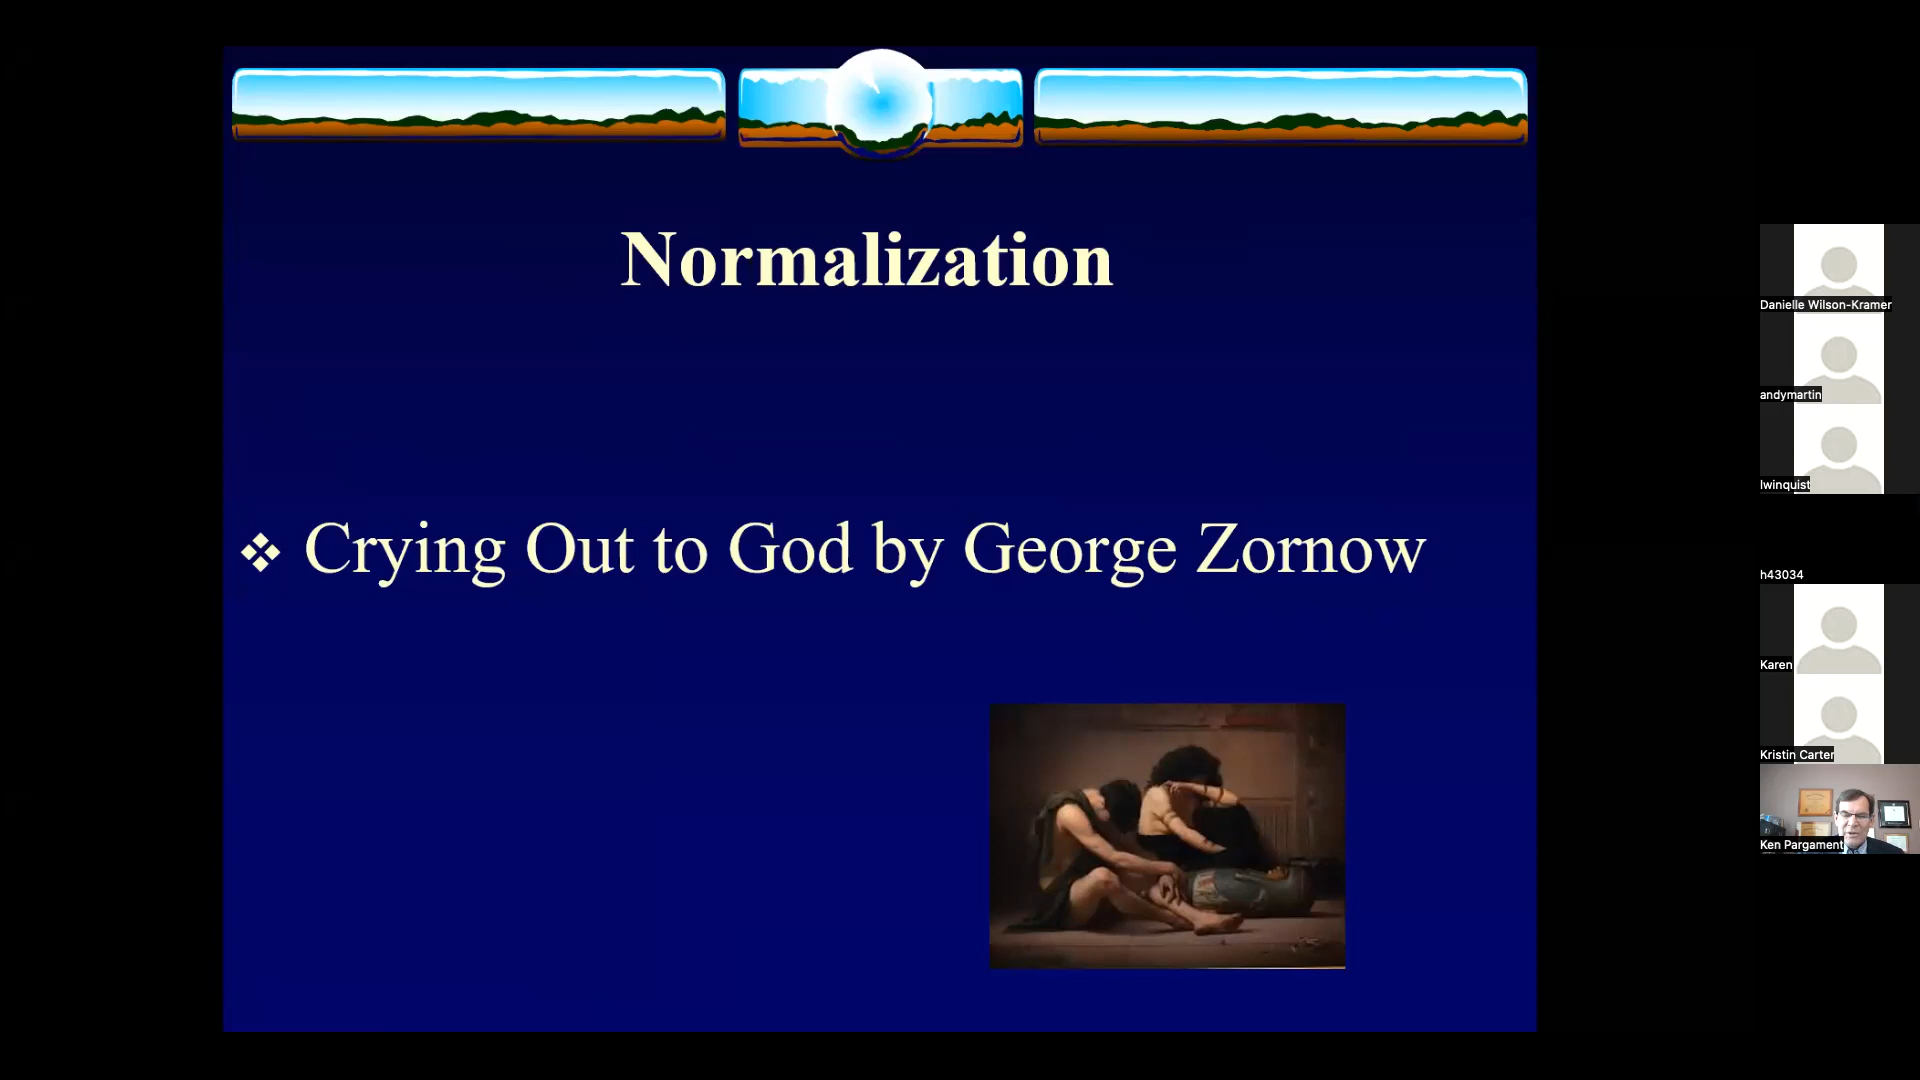 Normalization
❖ Crying Out to God by George Zornow
Danielle Wilson-Kramer
andymartin
lwinquist
h43034
Karen
Kristin Carter
Ken Pargament